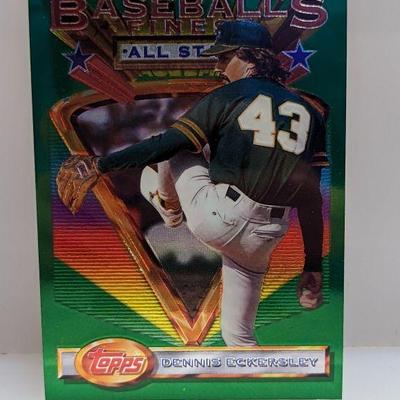 BASEBALL'S
FINEST
ALL ST
43
TOPPS
DENNIS ECKERSLEY